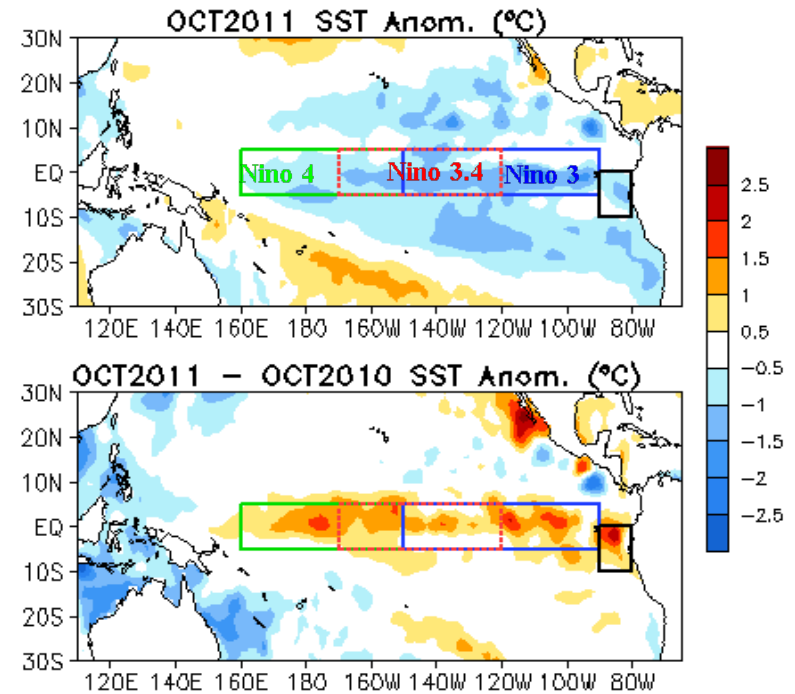 OCT2011 SST Anom. (ºC)
30N
20N
10N
EQ
10S
20S
30S
Nino 4 Nino 3.4 Nino 3
120E 140E 160E 180 160W 140W 120W 100W 80W
OCT2011 – OCT2010 SST Anom. (ºC)
30N
20N
10N
EQ
10S
20S
30S
120E 140E 160E 180 160W 140W 120W 100W 80W
2.5
2
1.5
1
0.5
−0.5
−1
−1.5
−2
−2.5